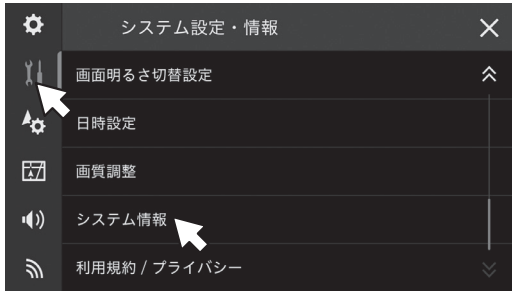 システム設定・情報
画面明るさ切替設定
日時設定
画質調整
システム情報
利用規約 / プライバシー